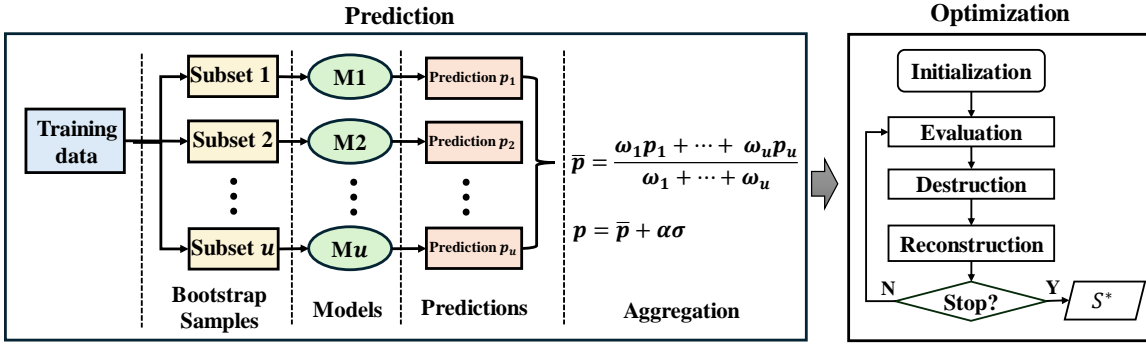 Prediction
Optimization
Training
data
Subset 1
Subset 2
Subset u
M1
M2
Mu
Prediction p₁
Prediction p₂
Prediction pᵤ
p̅ = (ω₁p₁ + ⋯ + ωᵤpᵤ) / (ω₁ + ⋯ + ωᵤ)
p = p̅ + ασ
Bootstrap
Samples
Models
Predictions
Aggregation
Initialization
Evaluation
Destruction
Reconstruction
N
Stop?
Y
S*